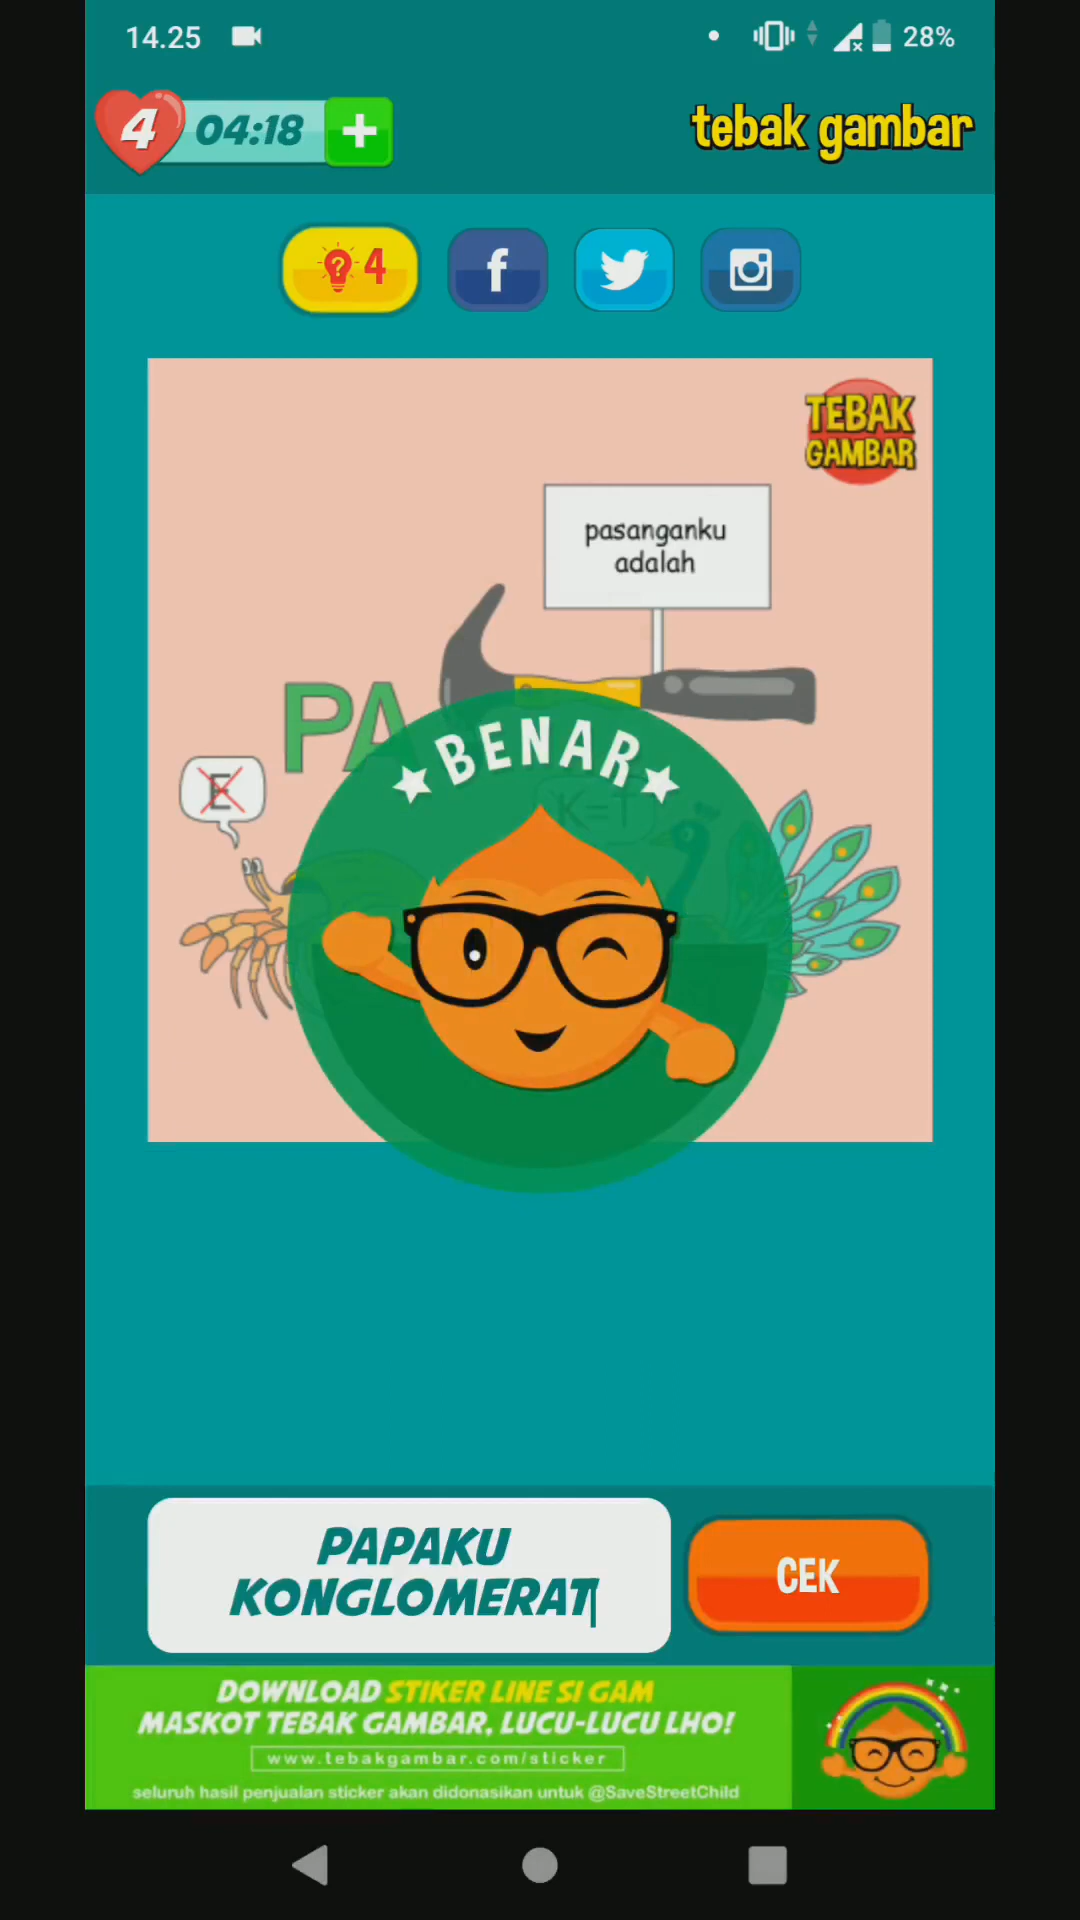 14.25
28%
4
04:18
+
tebak gambar
? 4
f
TEBAK
GAMBAR
pasanganku
adalah
PA
BENAR
E
K=T
PAPAKU
KONGLOMERAT
CEK
DOWNLOAD STIKER LINE SI GAM
MASKOT TEBAK GAMBAR, LUCU-LUCU LHO!
www.tebakgambar.com/sticker
seluruh hasil penjualan sticker akan didonasikan untuk @SaveStreetChild